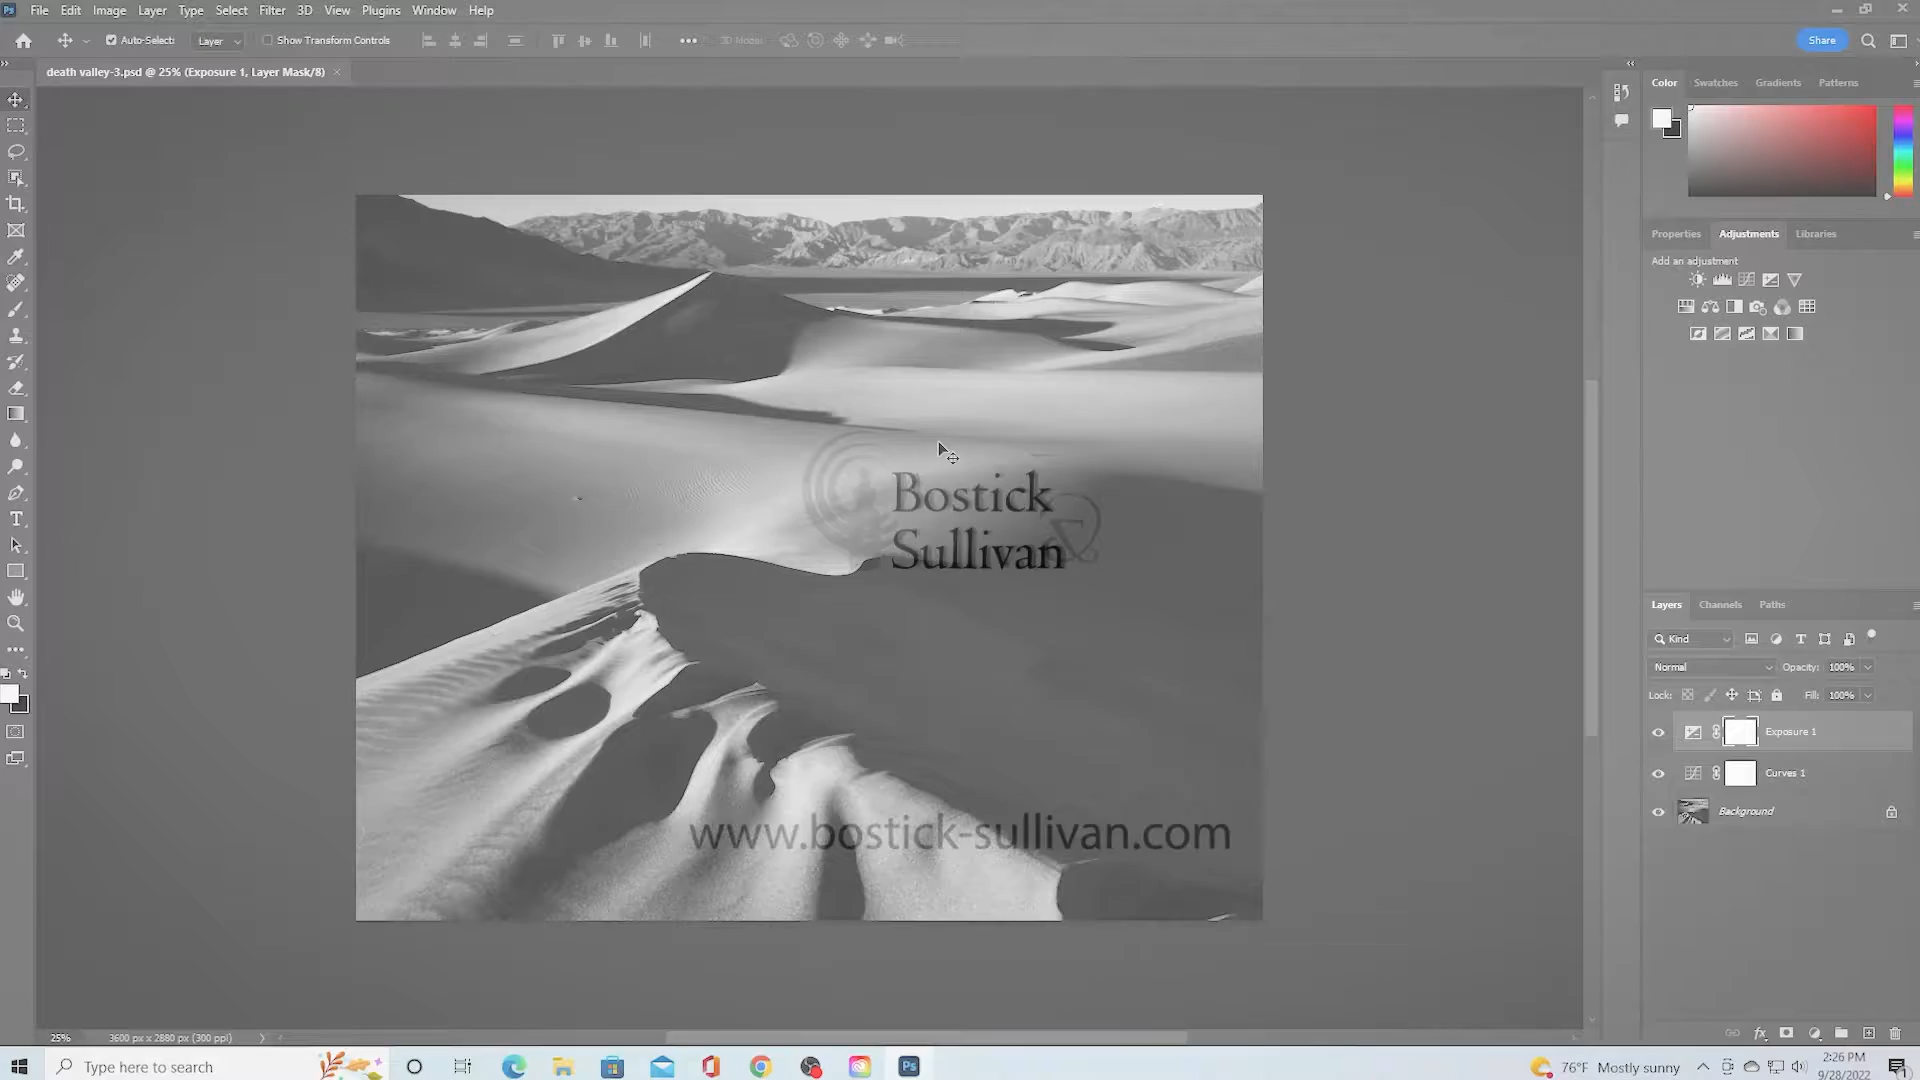 Ps File Edit Image Layer Type Select Filter 3D View Plugins Window Help
Auto-Select: Layer Show Transform Controls 3D Model Share
death valley-3.psd @ 25% (Exposure 1, Layer Mask/8) ×
Color Swatches Gradients Patterns
Properties Adjustments Libraries
Add an adjustment
Bostick
Sullivan
www.bostick-sullivan.com
Layers Channels Paths
Kind
Normal Opacity: 100%
Lock: Fill: 100%
Exposure 1
Curves 1
Background
25% 3600 px x 2880 px (300 ppi)
Type here to search
Ps
76°F Mostly sunny
2:26 PM
9/28/2022
1